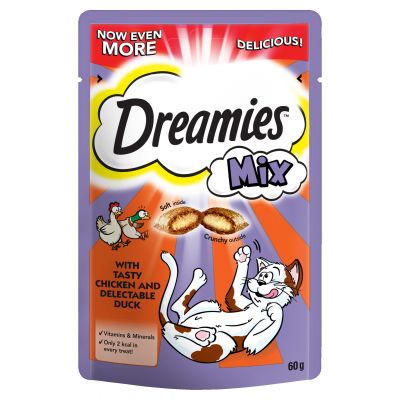 NOW EVEN
MORE
DELICIOUS!
Dreamies™
Mix
Soft inside
Crunchy outside
WITH
TASTY
CHICKEN AND
DELECTABLE
DUCK
✓ Vitamins & Minerals
✓ Only 2 kcal in
every treat!
60g